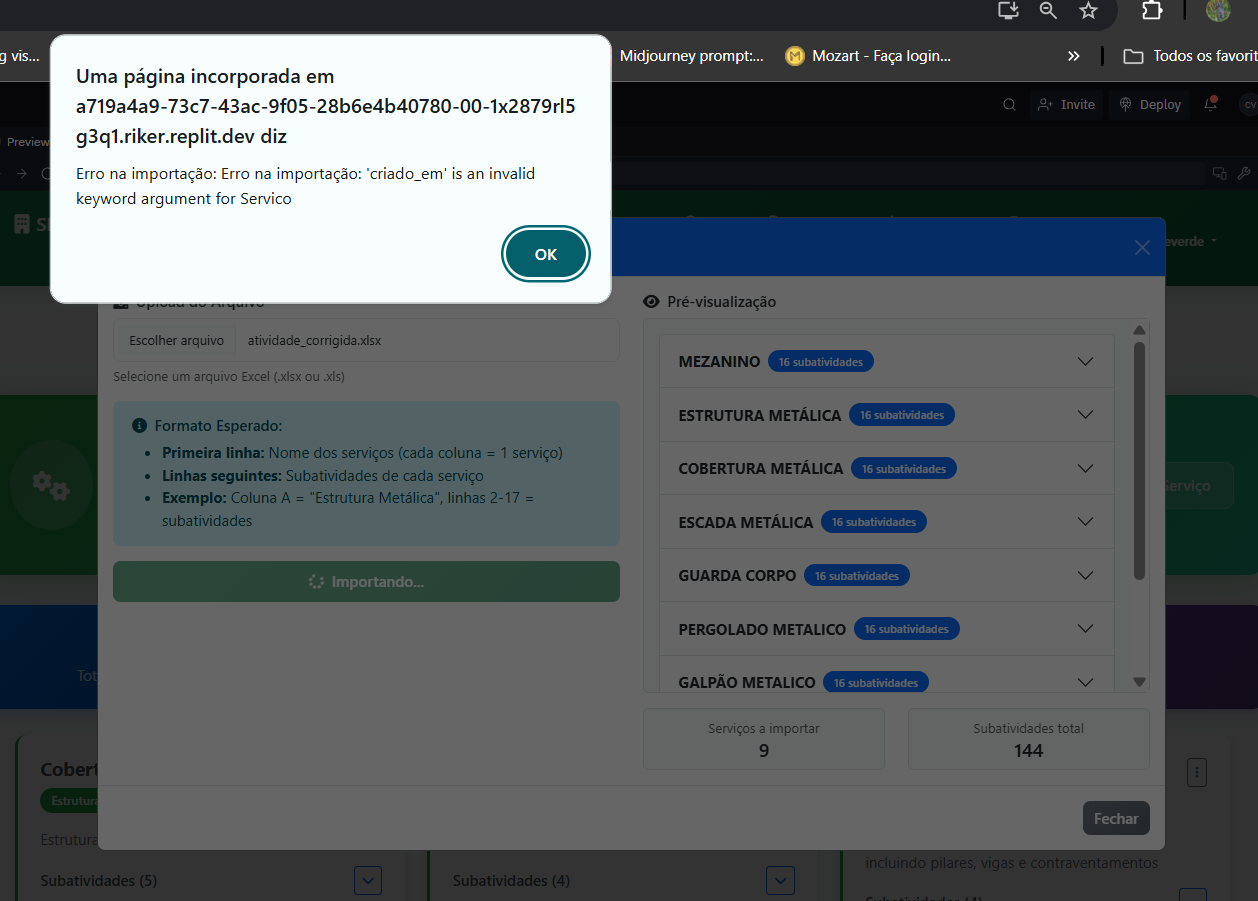 g vis...
Midjourney prompt:...
Mozart - Faça login...
»
Todos os favorit
Uma página incorporada em
a719a4a9-73c7-43ac-9f05-28b6e4b40780-00-1x2879rl5
g3q1.riker.replit.dev diz
Erro na importação: Erro na importação: 'criado_em' is an invalid
keyword argument for Servico
OK
Invite
Deploy
CV
Preview
everde
Upload do Arquivo
Escolher arquivo
atividade_corrigida.xlsx
Selecione um arquivo Excel (.xlsx ou .xls)
Formato Esperado:
• Primeira linha: Nome dos serviços (cada coluna = 1 serviço)
• Linhas seguintes: Subatividades de cada serviço
• Exemplo: Coluna A = "Estrutura Metálica", linhas 2-17 =
subatividades
Importando...
Pré-visualização
MEZANINO 16 subatividades
ESTRUTURA METÁLICA 16 subatividades
COBERTURA METÁLICA 16 subatividades
ESCADA METÁLICA 16 subatividades
GUARDA CORPO 16 subatividades
PERGOLADO METALICO 16 subatividades
GALPÃO METALICO 16 subatividades
Serviços a importar
9
Subatividades total
144
Fechar
Serviço
Tot
Cobert
Estrutura
Estrutura
Subatividades (5)
Subatividades (4)
incluindo pilares, vigas e contraventamentos
Subatividades (4)